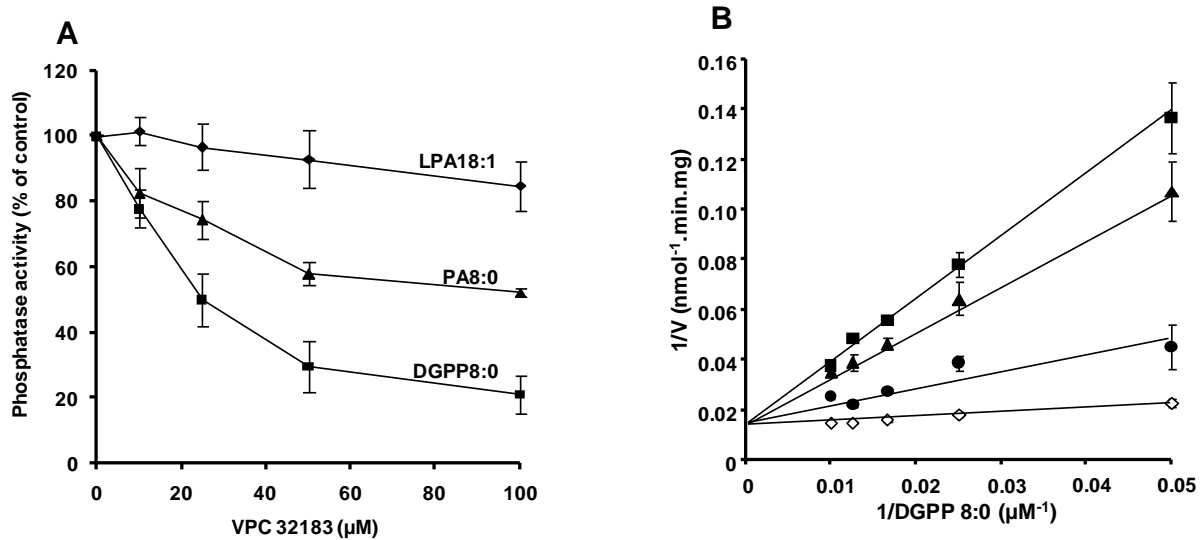 A
Phosphatase activity (% of control)
120
100
80
60
40
20
0
LPA18:1
PA8:0
DGPP8:0
0 20 40 60 80 100
VPC 32183 (µM)
B
1/V (nmol⁻¹.min.mg)
0.16
0.14
0.12
0.10
0.08
0.06
0.04
0.02
0
0 0.01 0.02 0.03 0.04 0.05
1/DGPP 8:0 (µM⁻¹)